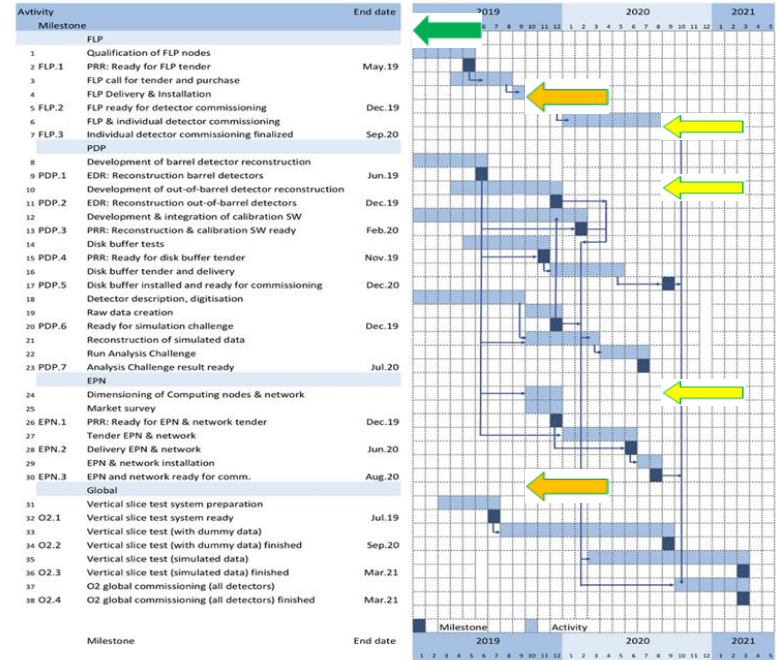 Avtivity End date 2019 2020 2021
Milestone
FLP
1 Qualification of FLP nodes
2 FLP.1 PRR: Ready for FLP tender May.19
3 FLP call for tender and purchase
4 FLP Delivery & Installation
5 FLP.2 FLP ready for detector commissioning Dec.19
6 FLP & individual detector commissioning
7 FLP.3 Individual detector commissioning finalized Sep.20
PDP
8 Development of barrel detector reconstruction
9 PDP.1 EDR: Reconstruction barrel detectors Jun.19
10 Development of out-of-barrel detector reconstruction
11 PDP.2 EDR: Reconstruction out-of-barrel detectors Dec.19
12 Development & integration of calibration SW
13 PDP.3 PRR: Reconstruction & calibration SW ready Feb.20
14 Disk buffer tests
15 PDP.4 PRR: Ready for disk buffer tender Nov.19
16 Disk buffer tender and delivery
17 PDP.5 Disk buffer installed and ready for commissioning Dec.20
18 Detector description, digitisation
19 Raw data creation
20 PDP.6 Ready for simulation challenge Dec.19
21 Reconstruction of simulated data
22 Run Analysis Challenge
23 PDP.7 Analysis Challenge result ready Jul.20
EPN
24 Dimensioning of Computing nodes & network
25 Market survey
26 EPN.1 PRR: Ready for EPN & network tender Dec.19
27 Tender EPN & network
28 EPN.2 Delivery EPN & network Jun.20
29 EPN & network installation
30 EPN.3 EPN and network ready for comm. Aug.20
Global
31 Vertical slice test system preparation
32 O2.1 Vertical slice test system ready Jul.19
33 Vertical slice test (with dummy data)
34 O2.2 Vertical slice test (with dummy data) finished Sep.20
35 Vertical slice test (simulated data)
36 O2.3 Vertical slice test (simulated data) finished Mar.21
37 O2 global commissioning (all detectors)
38 O2.4 O2 global commissioning (all detectors) finished Mar.21
Milestone Activity
Milestone End date 2019 2020 2021
1 2 3 4 5 6 7 8 9 10 11 12 1 2 3 4 5 6 7 8 9 10 11 12 1 2 3 4 5